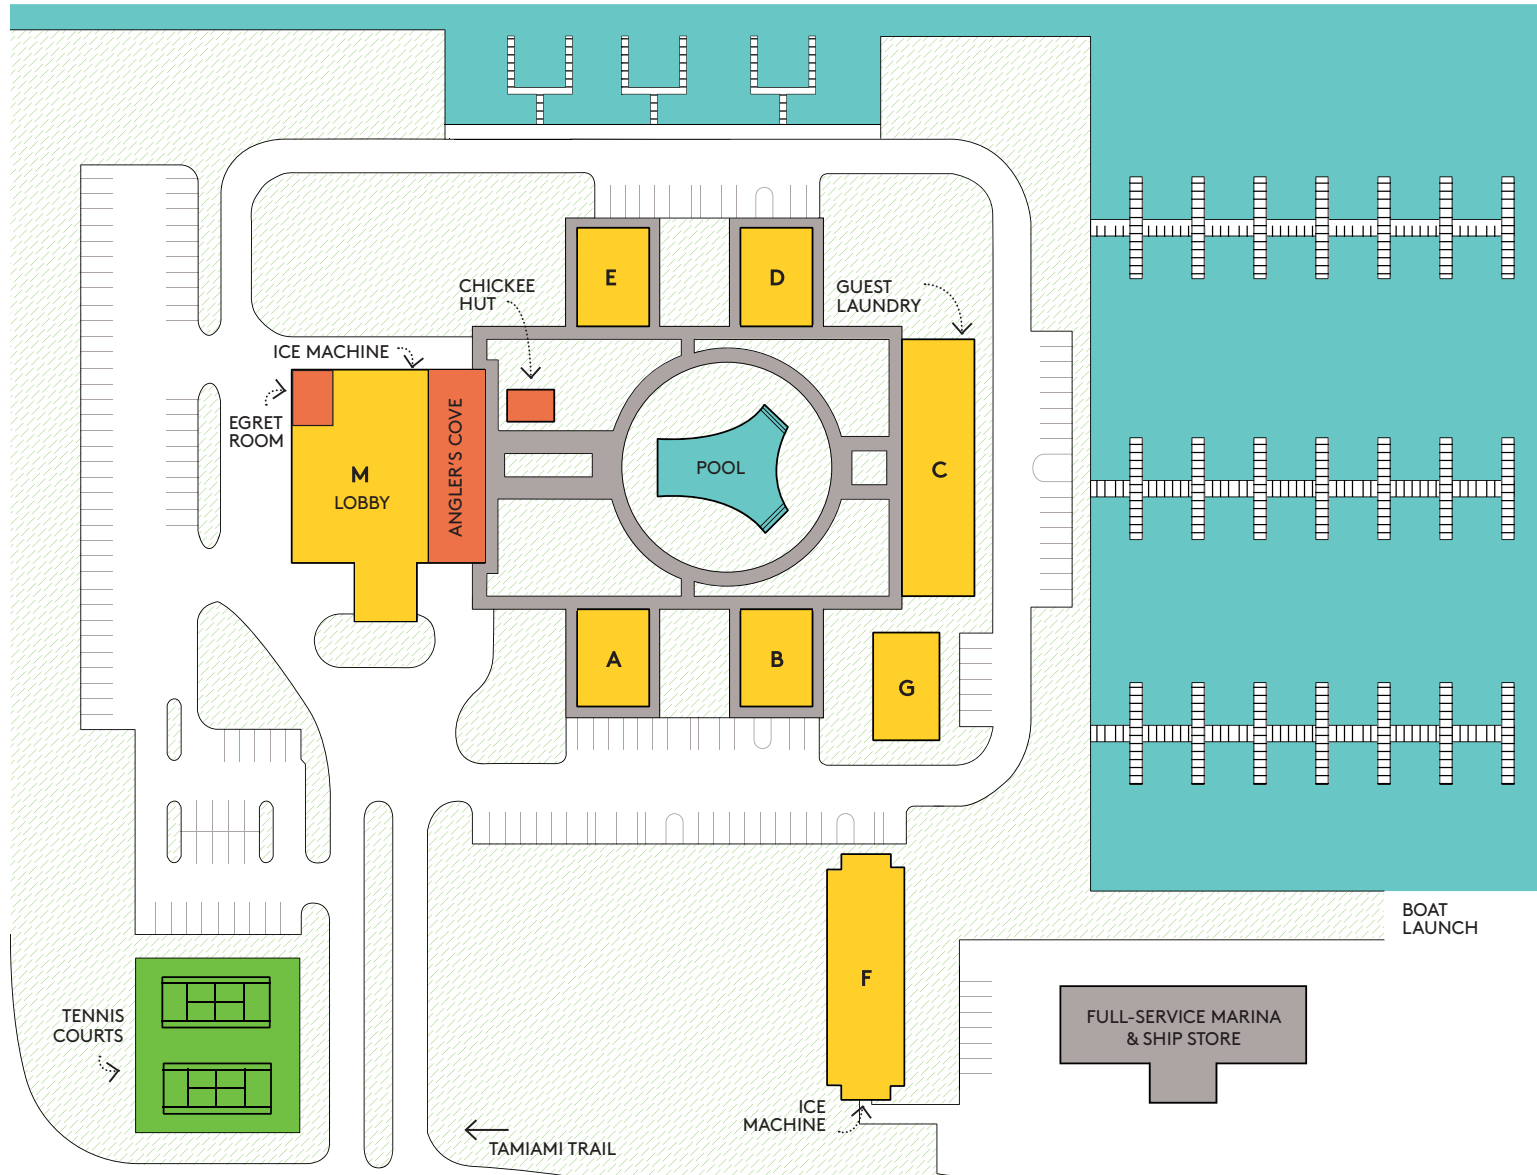 E
D
CHICKEE
HUT
GUEST
LAUNDRY
ICE MACHINE
EGRET
ROOM
M
LOBBY
ANGLER'S COVE
POOL
C
A
B
G
BOAT
LAUNCH
F
TENNIS
COURTS
FULL-SERVICE MARINA
& SHIP STORE
ICE
MACHINE
TAMIAMI TRAIL